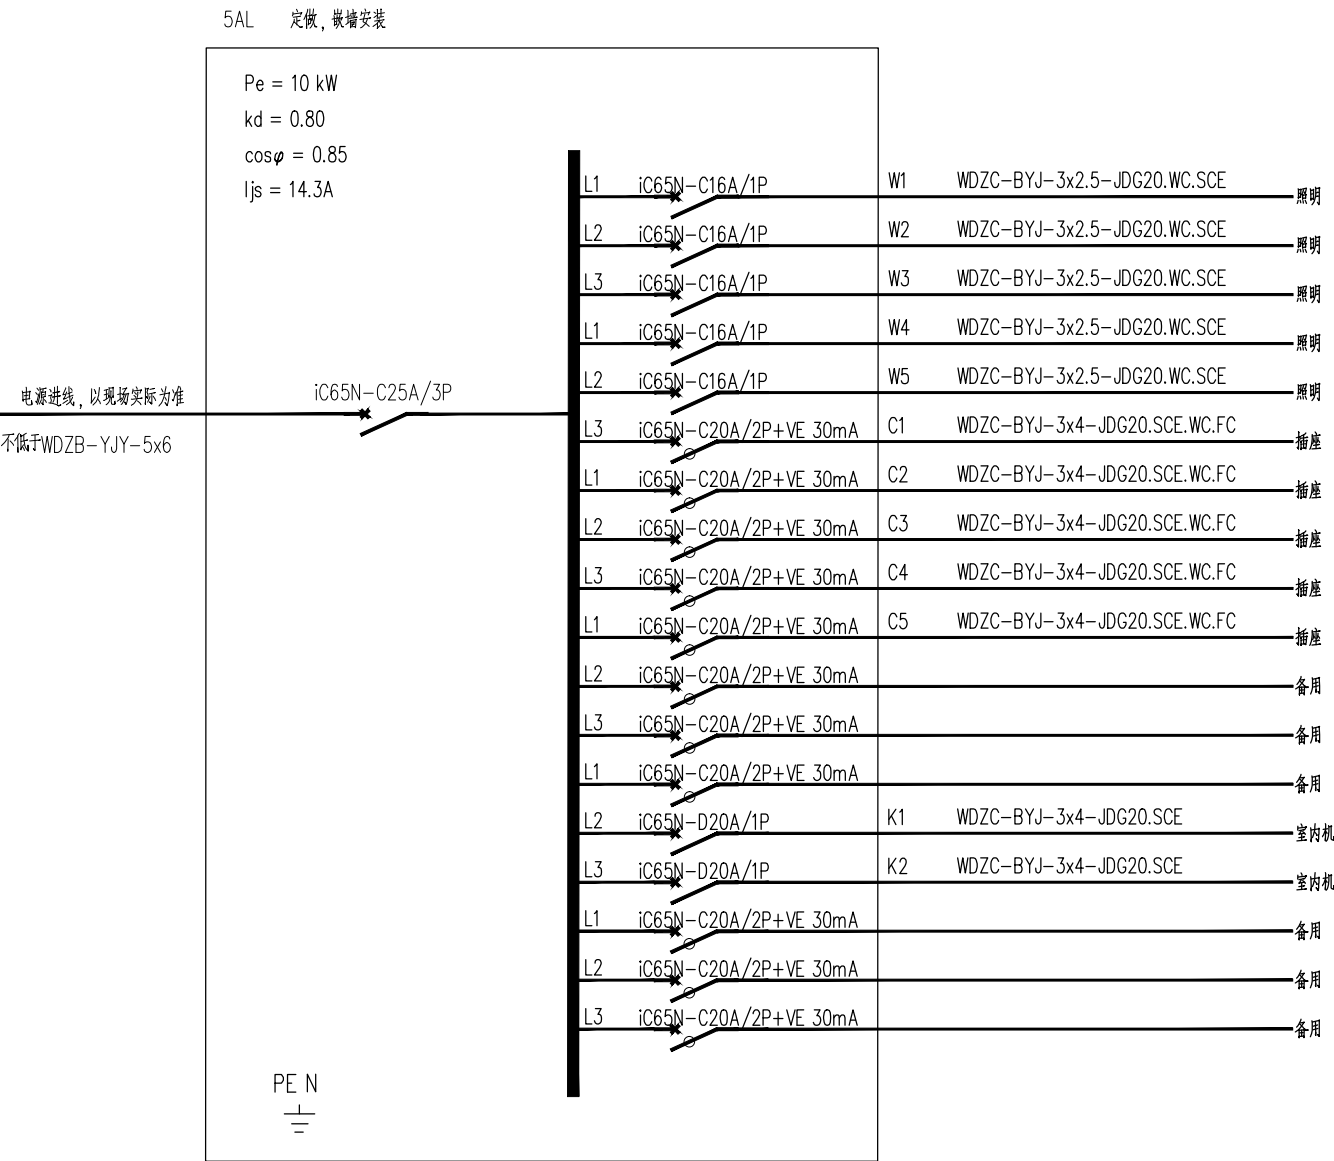 5AL 定做,嵌墙安装
Pe = 10 kW
kd = 0.80
cosφ = 0.85
Ijs = 14.3A
电源进线,以现场实际为准
不低于WDZB-YJY-5x6
iC65N-C25A/3P
L1 iC65N-C16A/1P W1 WDZC-BYJ-3x2.5-JDG20.WC.SCE 照明
L2 iC65N-C16A/1P W2 WDZC-BYJ-3x2.5-JDG20.WC.SCE 照明
L3 iC65N-C16A/1P W3 WDZC-BYJ-3x2.5-JDG20.WC.SCE 照明
L1 iC65N-C16A/1P W4 WDZC-BYJ-3x2.5-JDG20.WC.SCE 照明
L2 iC65N-C16A/1P W5 WDZC-BYJ-3x2.5-JDG20.WC.SCE 照明
L3 iC65N-C20A/2P+VE 30mA C1 WDZC-BYJ-3x4-JDG20.SCE.WC.FC 插座
L1 iC65N-C20A/2P+VE 30mA C2 WDZC-BYJ-3x4-JDG20.SCE.WC.FC 插座
L2 iC65N-C20A/2P+VE 30mA C3 WDZC-BYJ-3x4-JDG20.SCE.WC.FC 插座
L3 iC65N-C20A/2P+VE 30mA C4 WDZC-BYJ-3x4-JDG20.SCE.WC.FC 插座
L1 iC65N-C20A/2P+VE 30mA C5 WDZC-BYJ-3x4-JDG20.SCE.WC.FC 插座
L2 iC65N-C20A/2P+VE 30mA 备用
L3 iC65N-C20A/2P+VE 30mA 备用
L1 iC65N-C20A/2P+VE 30mA 备用
L2 iC65N-D20A/1P K1 WDZC-BYJ-3x4-JDG20.SCE 室内机
L3 iC65N-D20A/1P K2 WDZC-BYJ-3x4-JDG20.SCE 室内机
L1 iC65N-C20A/2P+VE 30mA 备用
L2 iC65N-C20A/2P+VE 30mA 备用
L3 iC65N-C20A/2P+VE 30mA 备用
PE N